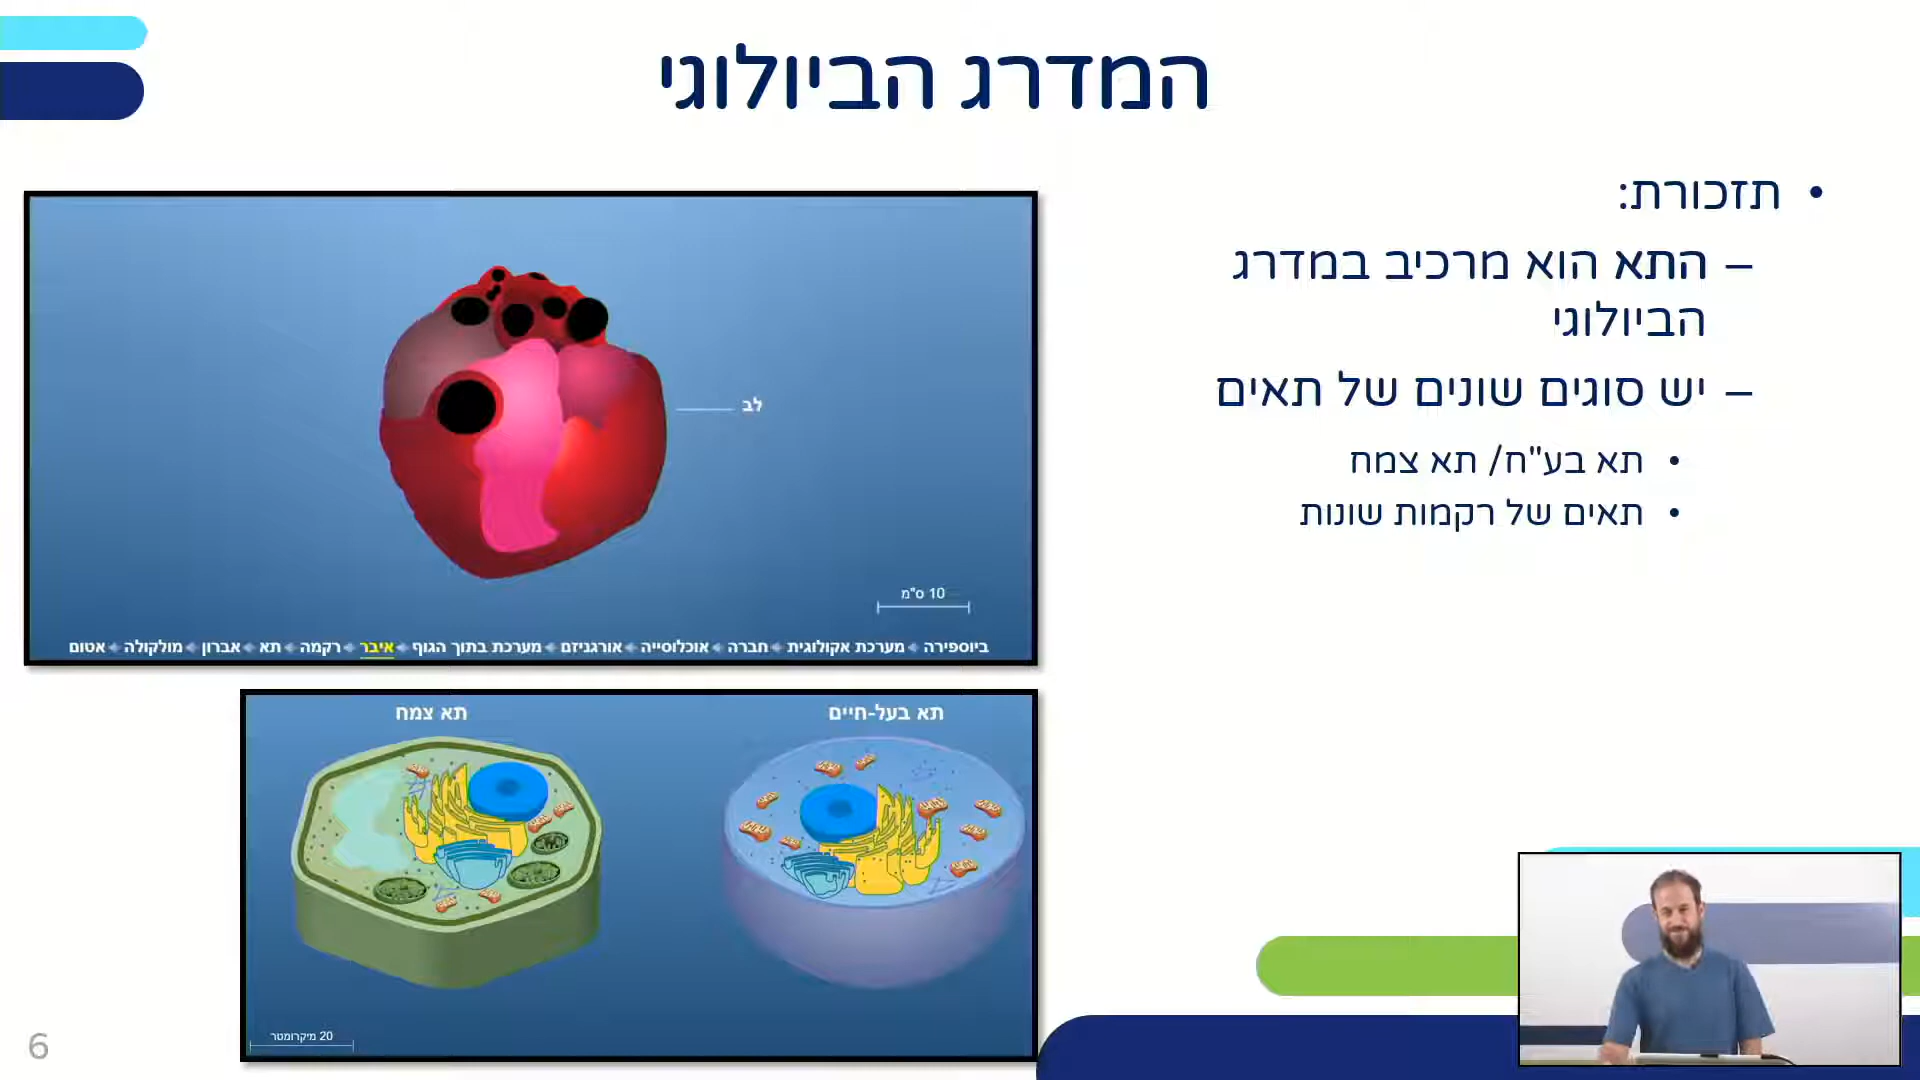 המדרג הביולוגי
• תזכורת:
– התא הוא מרכיב במדרג
הביולוגי
– יש סוגים שונים של תאים
• תא בע"ח/ תא צמח
• תאים של רקמות שונות
לב
10 ס"מ
ביוספירה מערכת אקולוגית חברה אוכלוסייה אורגניזם מערכת בתוך הגוף איבר רקמה תא אברון מולקולה אטום
תא בעל-חיים
תא צמח
20 מיקרומטר
6